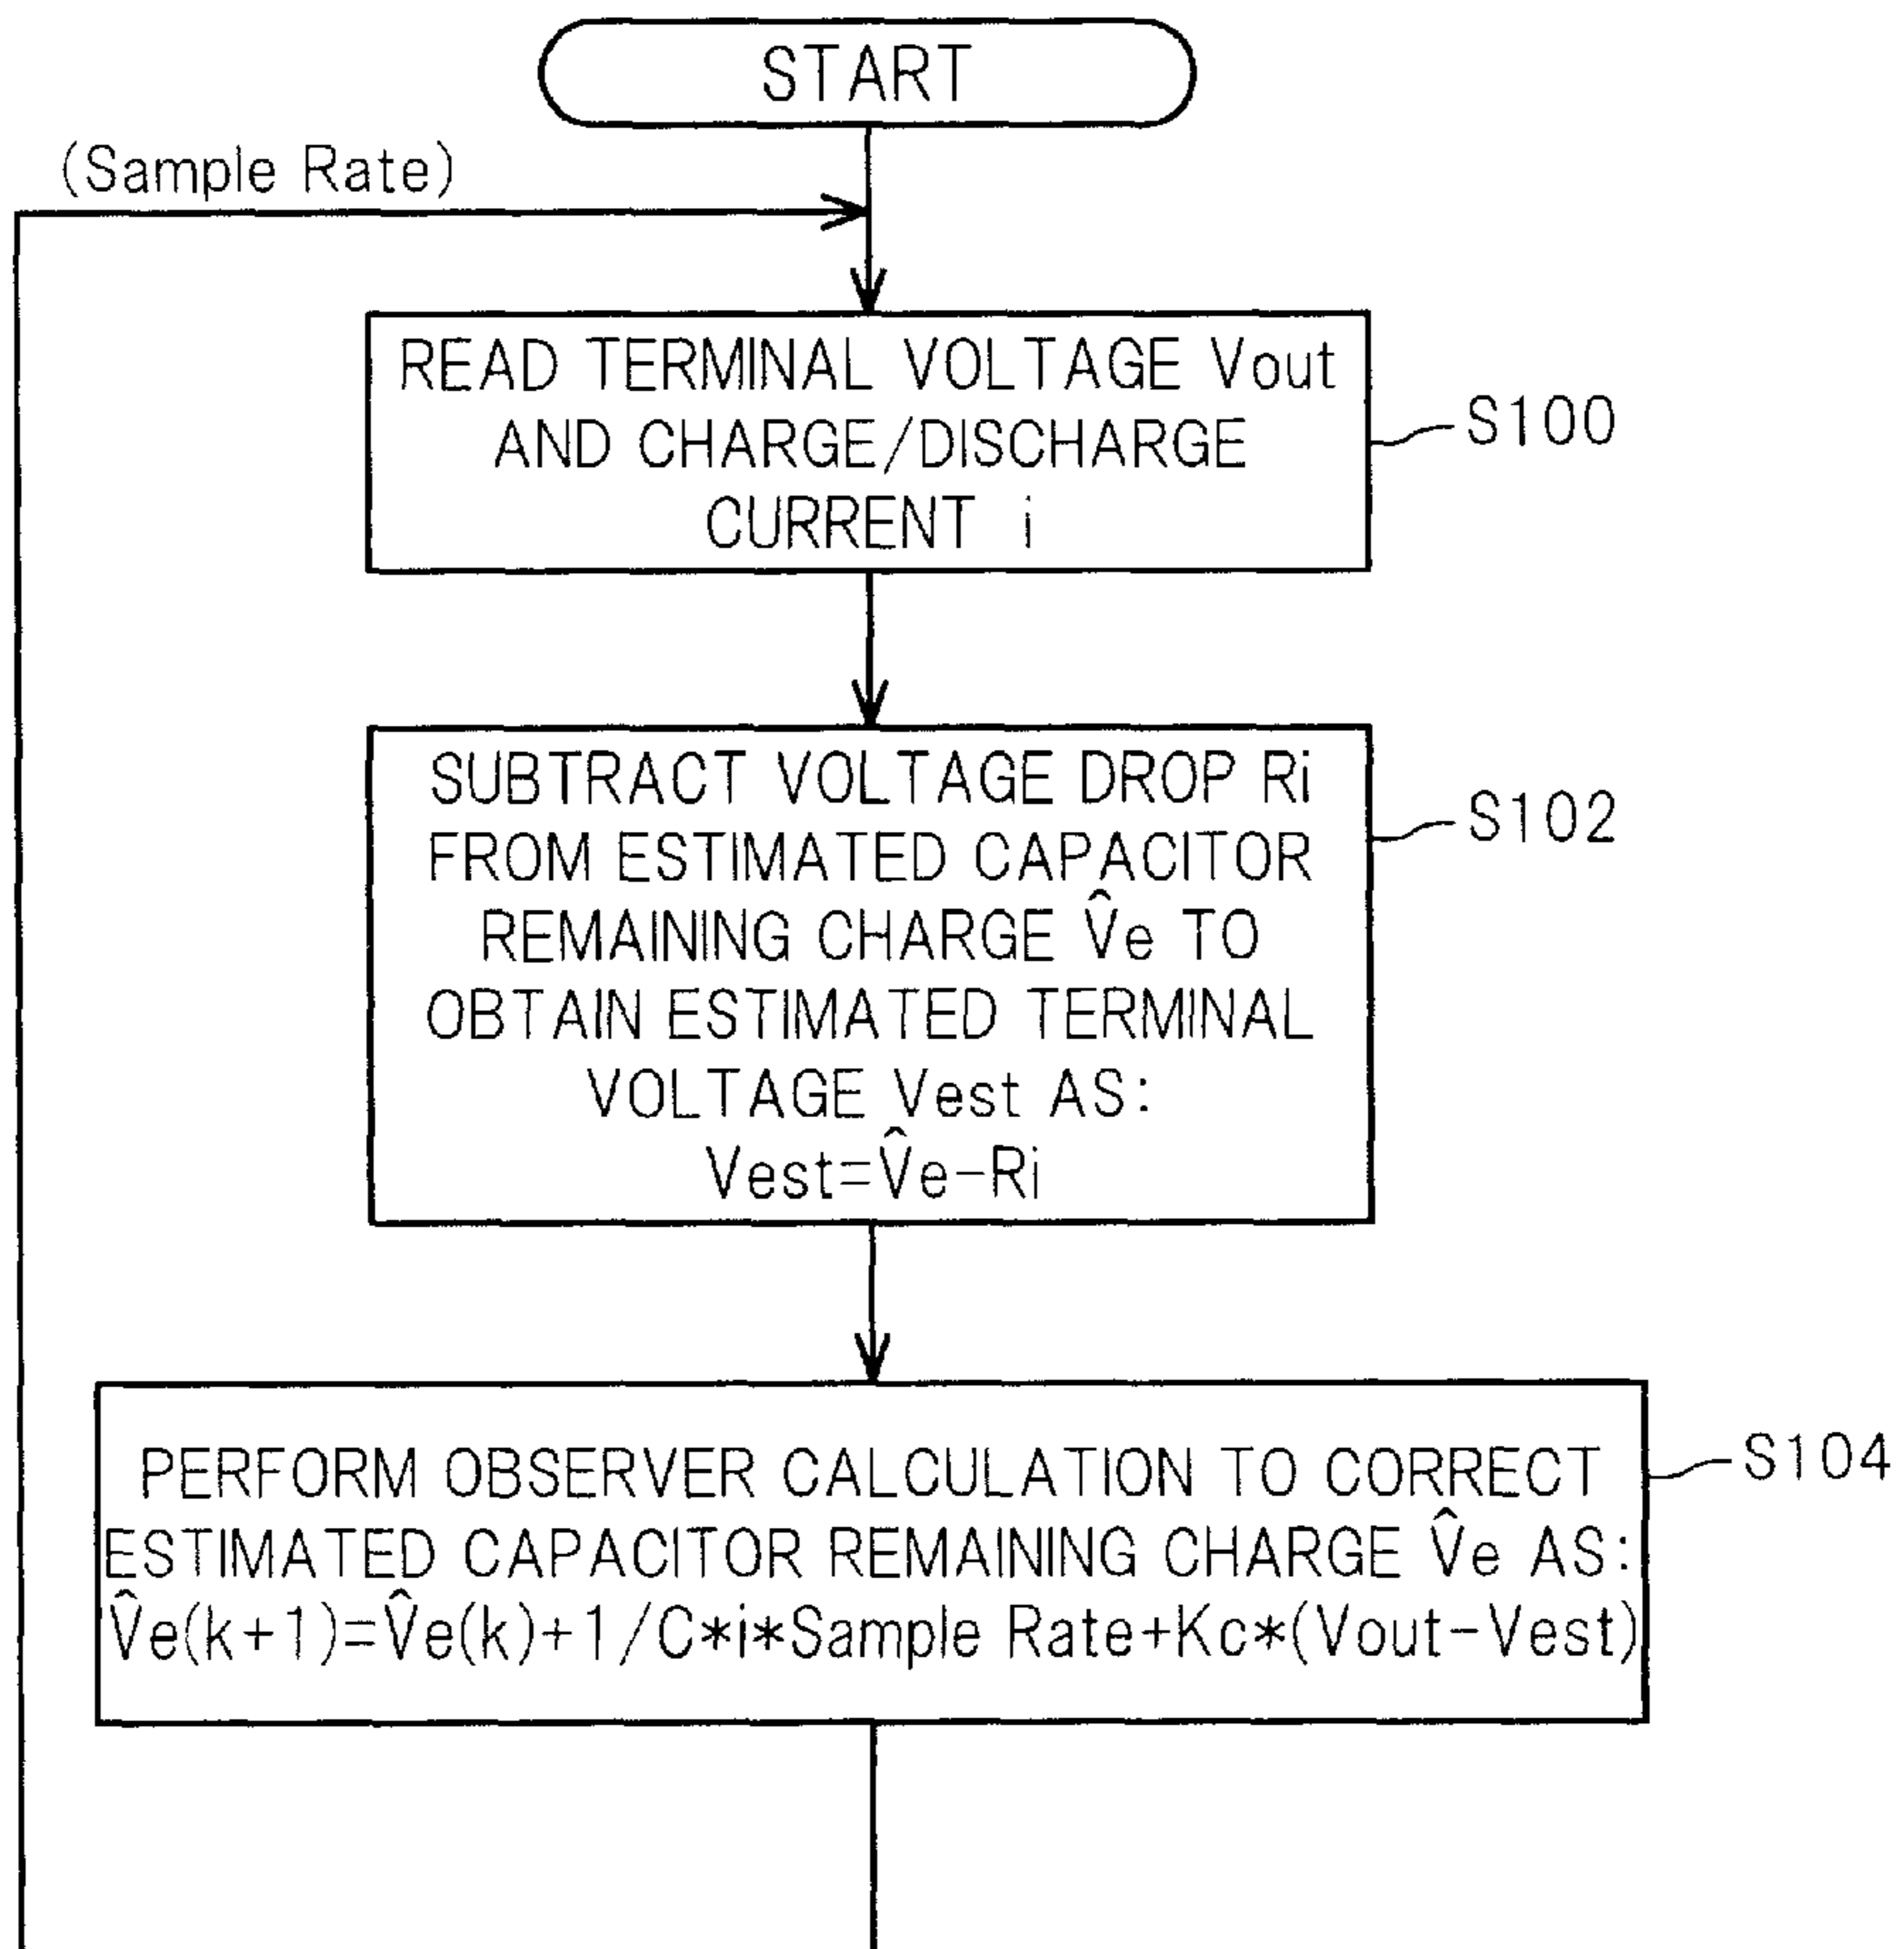 START
(Sample Rate)
READ TERMINAL VOLTAGE Vout
AND CHARGE/DISCHARGE
CURRENT i
S100
SUBTRACT VOLTAGE DROP Ri
FROM ESTIMATED CAPACITOR
REMAINING CHARGE V̂e TO
OBTAIN ESTIMATED TERMINAL
VOLTAGE Vest AS:
Vest=V̂e-Ri
S102
PERFORM OBSERVER CALCULATION TO CORRECT
ESTIMATED CAPACITOR REMAINING CHARGE V̂e AS:
V̂e(k+1)=V̂e(k)+1/C*i*Sample Rate+Kc*(Vout-Vest)
S104